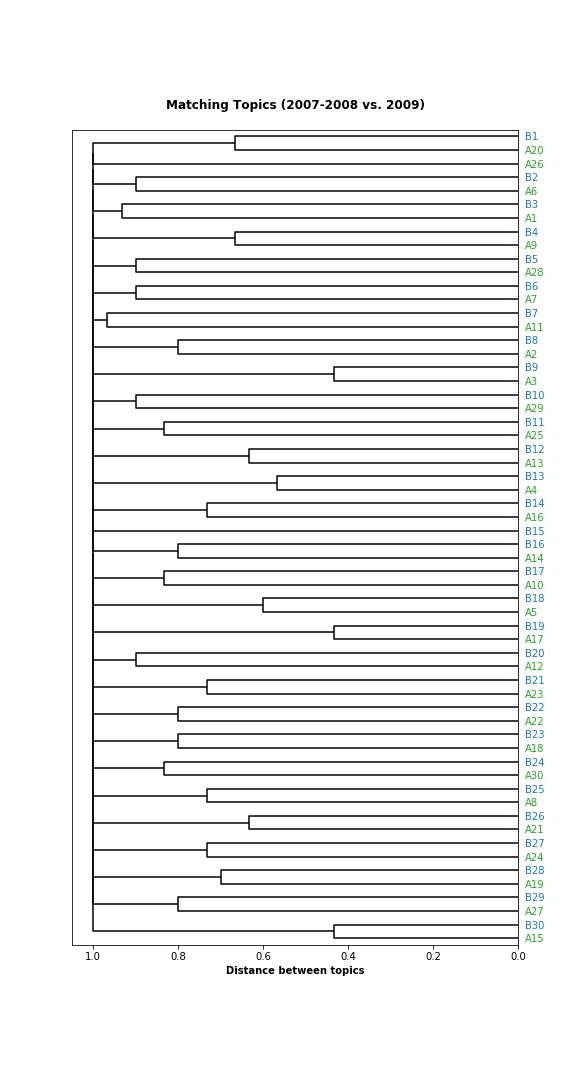 Matching Topics (2007-2008 vs. 2009)
B1
A20
A26
B2
A6
B3
A1
B4
A9
B5
A28
B6
A7
B7
A11
B8
A2
B9
A3
B10
A29
B11
A25
B12
A13
B13
A4
B14
A16
B15
B16
A14
B17
A10
B18
A5
B19
A17
B20
A12
B21
A23
B22
A22
B23
A18
B24
A30
B25
A8
B26
A21
B27
A24
B28
A19
B29
A27
B30
A15
1.0 0.8 0.6 0.4 0.2 0.0
Distance between topics